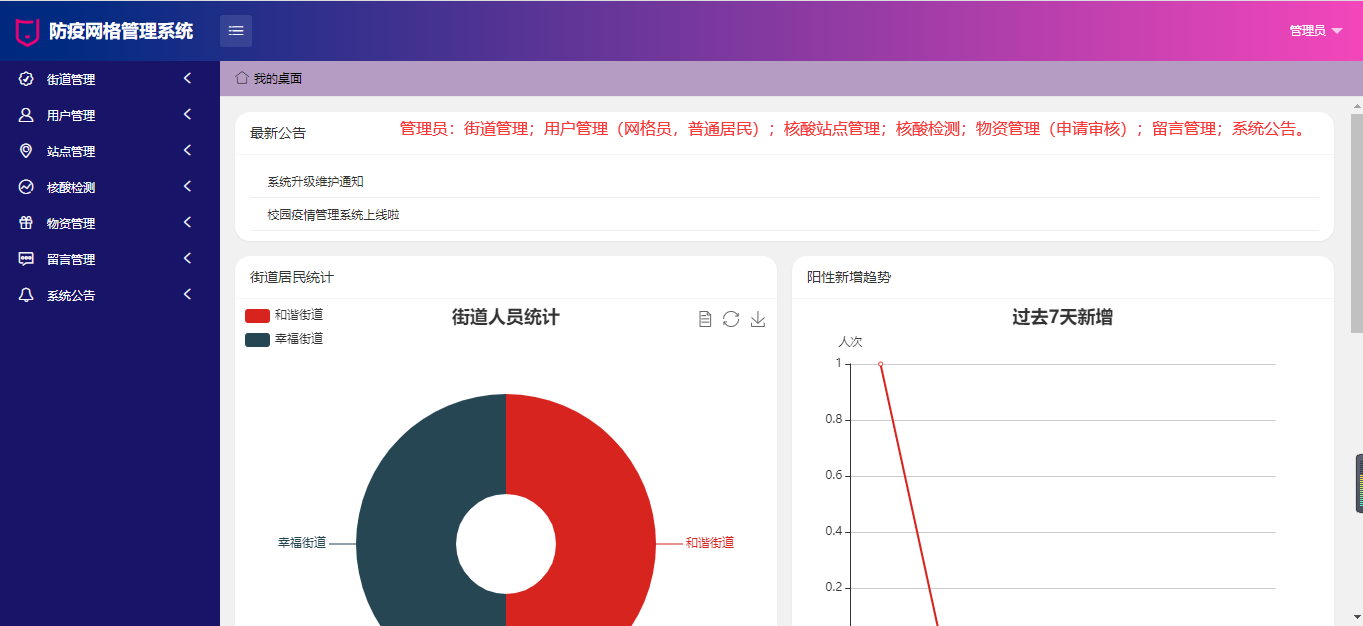 防疫网格管理系统
管理员
街道管理
用户管理
站点管理
核酸检测
物资管理
留言管理
系统公告
我的桌面
最新公告
管理员：街道管理；用户管理（网格员，普通居民）；核酸站点管理；核酸检测；物资管理（申请审核）；留言管理；系统公告。
系统升级维护通知
校园疫情管理系统上线啦
街道居民统计
和谐街道
幸福街道
街道人员统计
幸福街道
和谐街道
阳性新增趋势
过去7天新增
人次
1
0.8
0.6
0.4
0.2